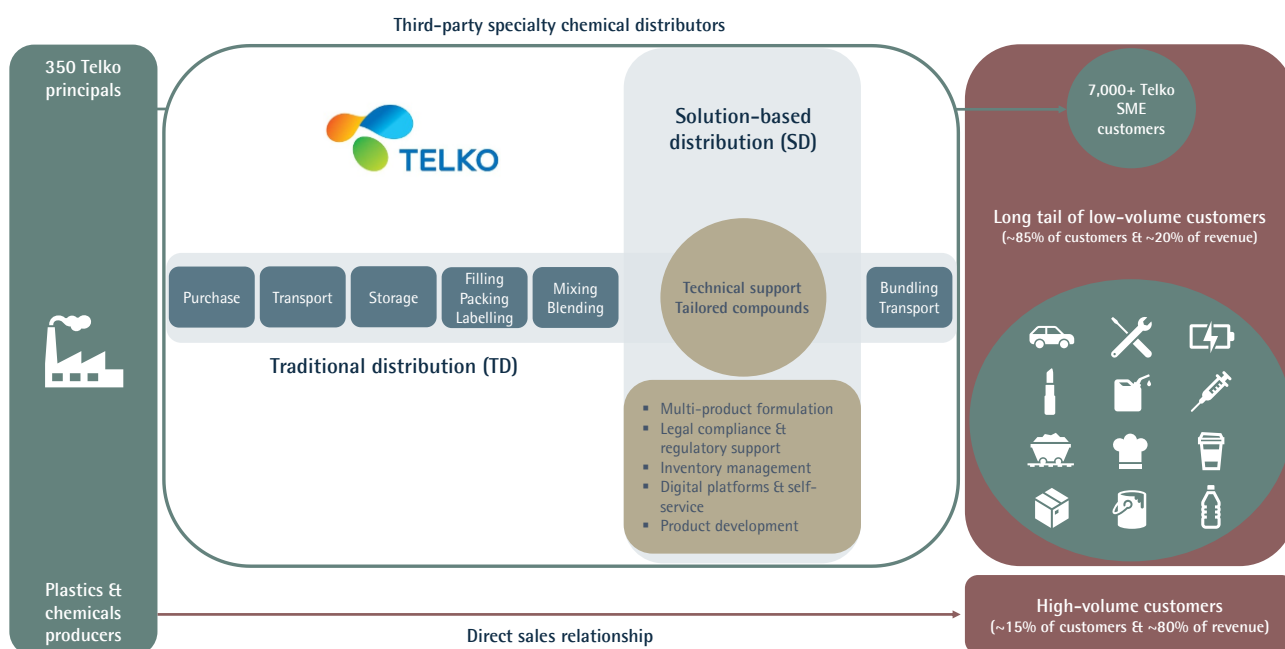 Third-party specialty chemical distributors
350 Telko
principals
TELKO
Solution-based
distribution (SD)
7,000+ Telko
SME
customers
Long tail of low-volume customers
(~85% of customers & ~20% of revenue)
Purchase
Transport
Storage
Filling
Packing
Labelling
Mixing
Blending
Technical support
Tailored compounds
Bundling
Transport
Traditional distribution (TD)
▪ Multi-product formulation
▪ Legal compliance &
regulatory support
▪ Inventory management
▪ Digital platforms & self-
service
▪ Product development
Plastics &
chemicals
producers
Direct sales relationship
High-volume customers
(~15% of customers & ~80% of revenue)